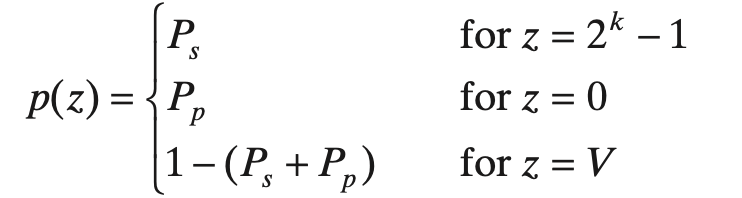 P_s for z = 2^k − 1
p(z) = { P_p for z = 0
1 − (P_s + P_p) for z = V